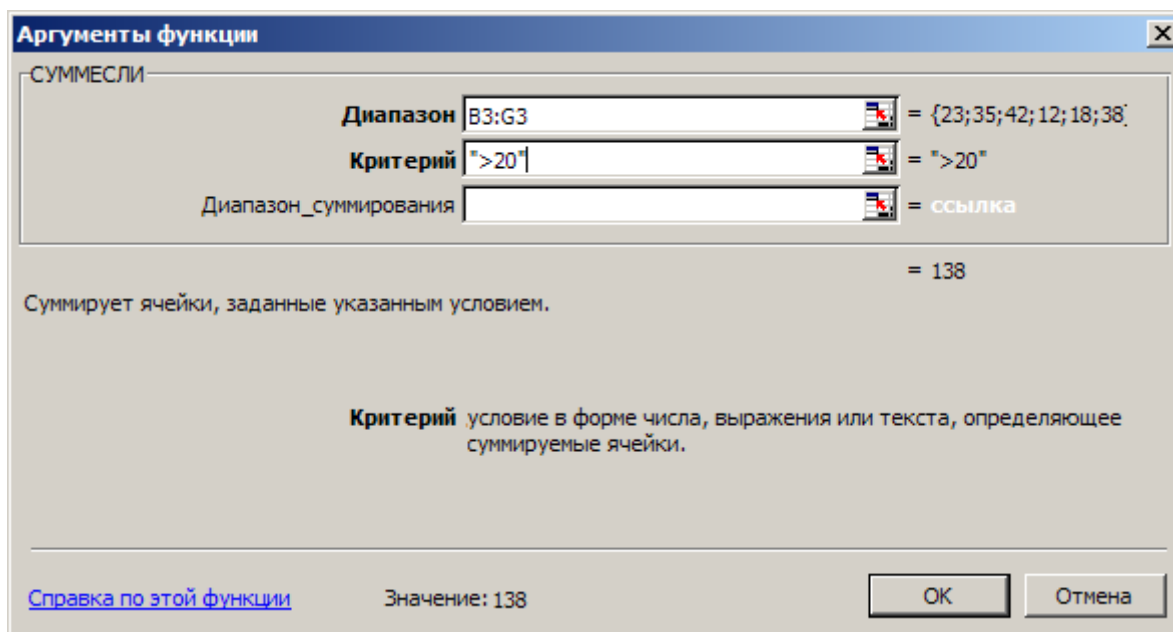 Аргументы функции
СУММЕСЛИ
Диапазон B3:G3 = {23;35;42;12;18;38}
Критерий ">20" = ">20"
Диапазон_суммирования = ссылка
= 138
Суммирует ячейки, заданные указанным условием.
Критерий условие в форме числа, выражения или текста, определяющее
суммируемые ячейки.
Справка по этой функции Значение: 138 OK Отмена